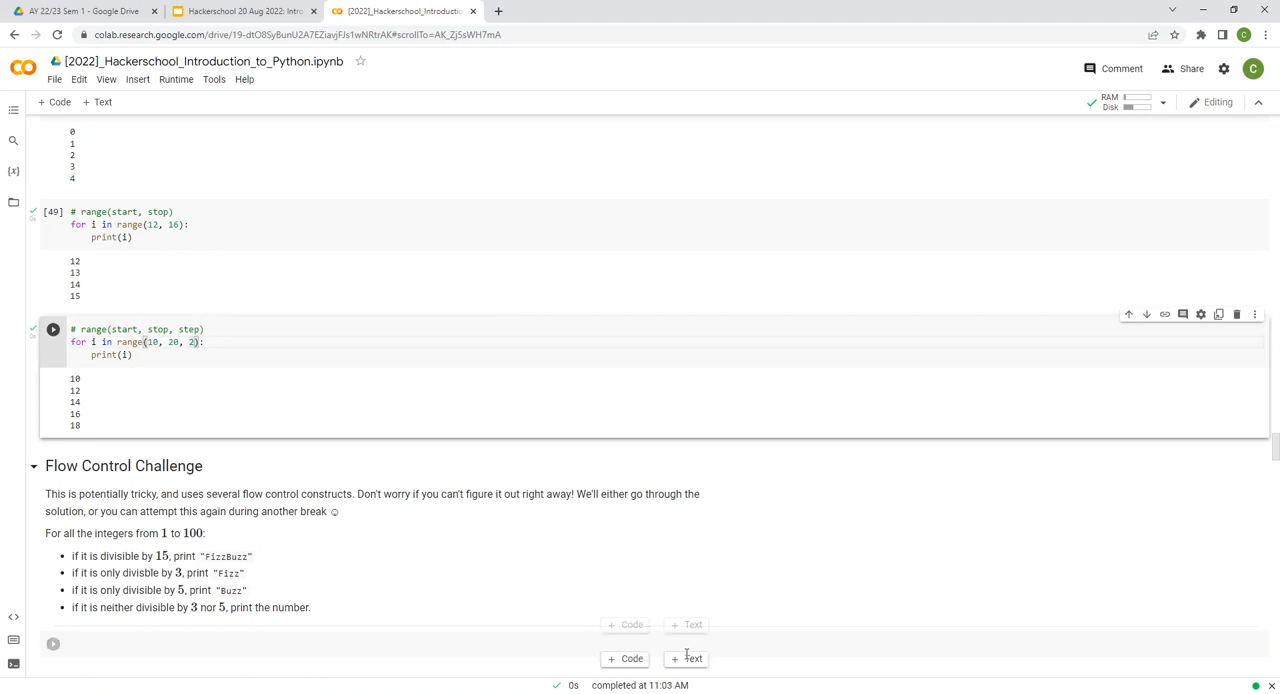 AY 22/23 Sem 1 - Google Drive
Hackerschool 20 Aug 2022: Intro
[2022]_Hackerschool_Introductio
colab.research.google.com/drive/19-dtO8SyBunU2A7EZiavjFJs1wNRtrAK#scrollTo=AK_Zj5sWH7mA
C
CO
[2022]_Hackerschool_Introduction_to_Python.ipynb
File Edit View Insert Runtime Tools Help
Comment
Share
C
+ Code + Text
RAM
Disk
Editing
{x}
0
1
2
3
4
[49] # range(start, stop)
0s
for i in range(12, 16):
print(i)
12
13
14
15
# range(start, stop, step)
0s
for i in range(10, 20, 2):
print(i)
10
12
14
16
18
Flow Control Challenge
This is potentially tricky, and uses several flow control constructs. Don't worry if you can't figure it out right away! We'll either go through the
solution, or you can attempt this again during another break ☺
For all the integers from 1 to 100:
• if it is divisible by 15, print "FizzBuzz"
• if it is only divisble by 3, print "Fizz"
• if it is only divisible by 5, print "Buzz"
• if it is neither divisible by 3 nor 5, print the number.
+ Code + Text
+ Code + Text
0s completed at 11:03 AM